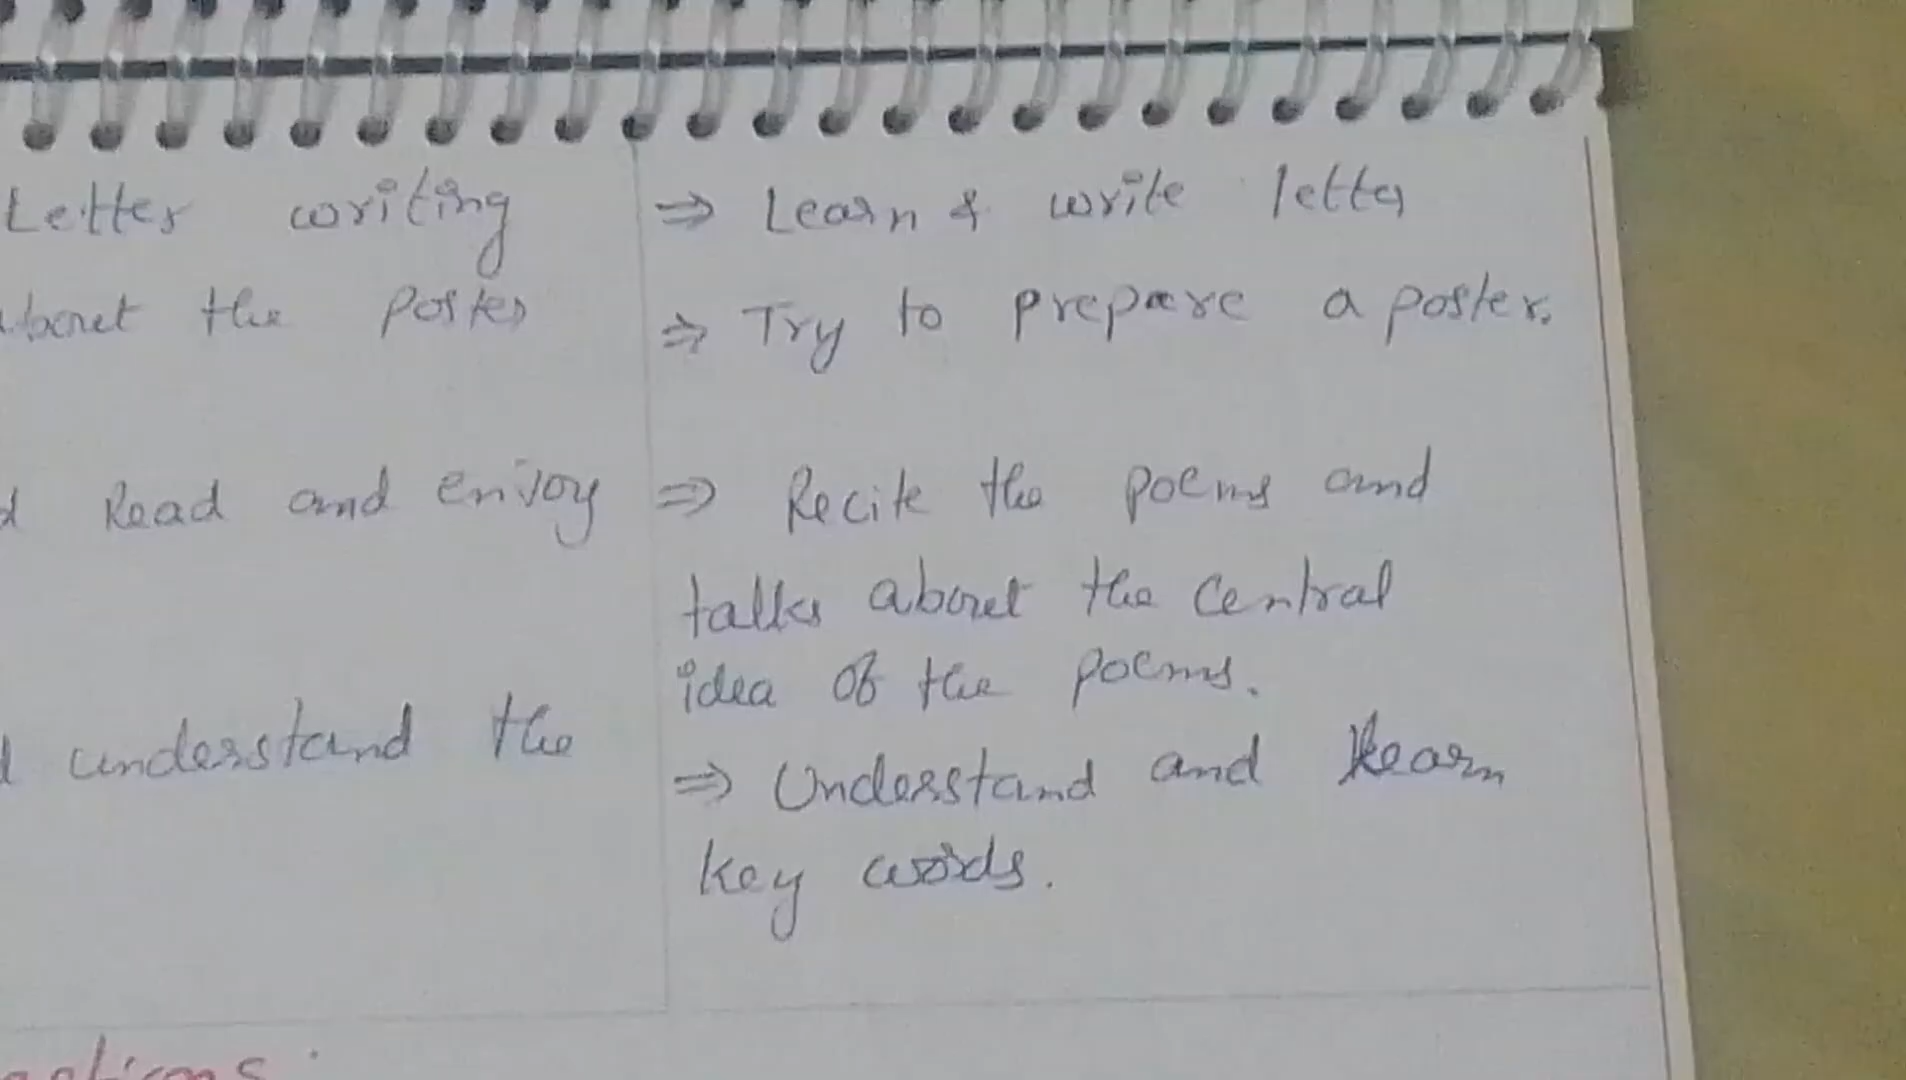 Letter writing
about the poster
Read and enjoy
understand the
⇒ Learn & write letter
⇒ Try to prepare a poster.
⇒ Recite the poems and
talks about the central
idea of the poems.
⇒ Understand and learn
key words.